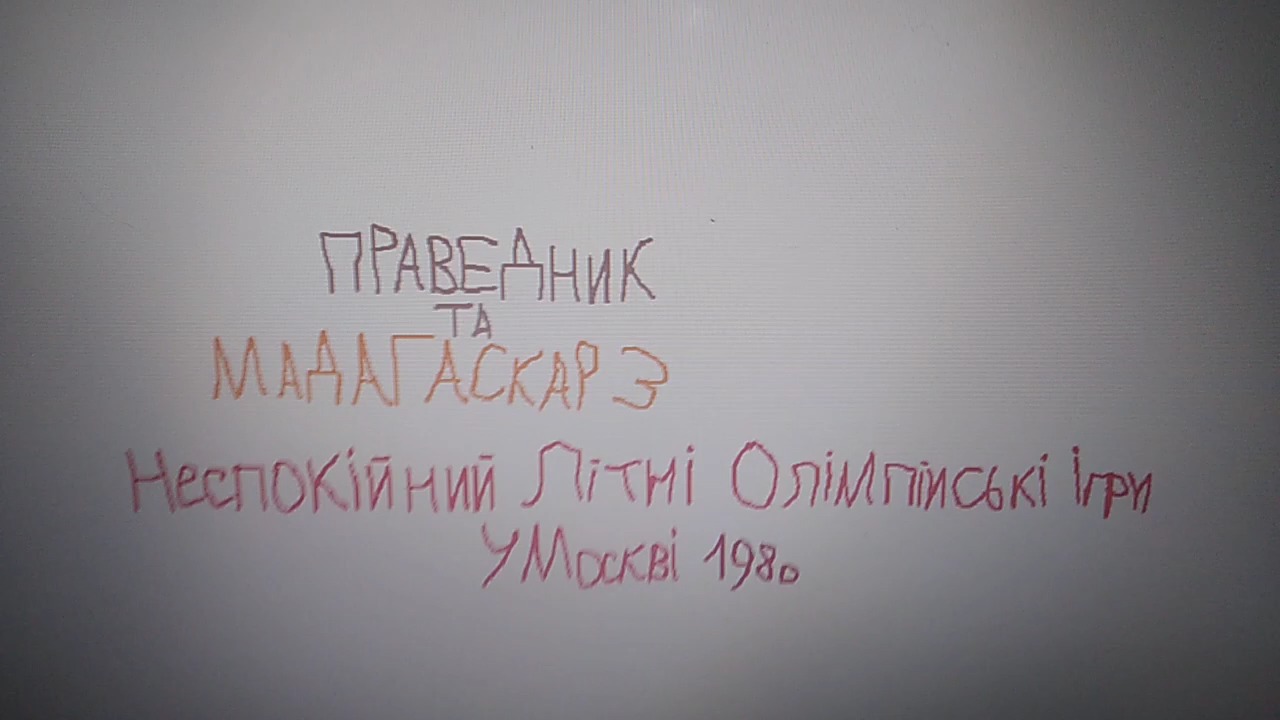 ПРАВЕДНИК
ТА
МАДАГАСКАР 3
Неспокійний Літні Олімпійські Ігри
у Москві 1980